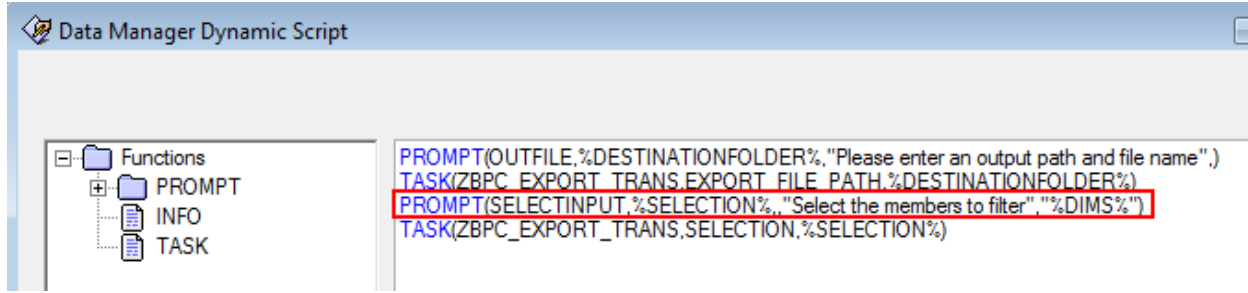 Data Manager Dynamic Script
Functions
PROMPT
INFO
TASK
PROMPT(OUTFILE,%DESTINATIONFOLDER%,"Please enter an output path and file name",)
TASK(ZBPC_EXPORT_TRANS,EXPORT_FILE_PATH,%DESTINATIONFOLDER%)
PROMPT(SELECTINPUT,%SELECTION%,,"Select the members to filter","%DIMS%")
TASK(ZBPC_EXPORT_TRANS,SELECTION,%SELECTION%)